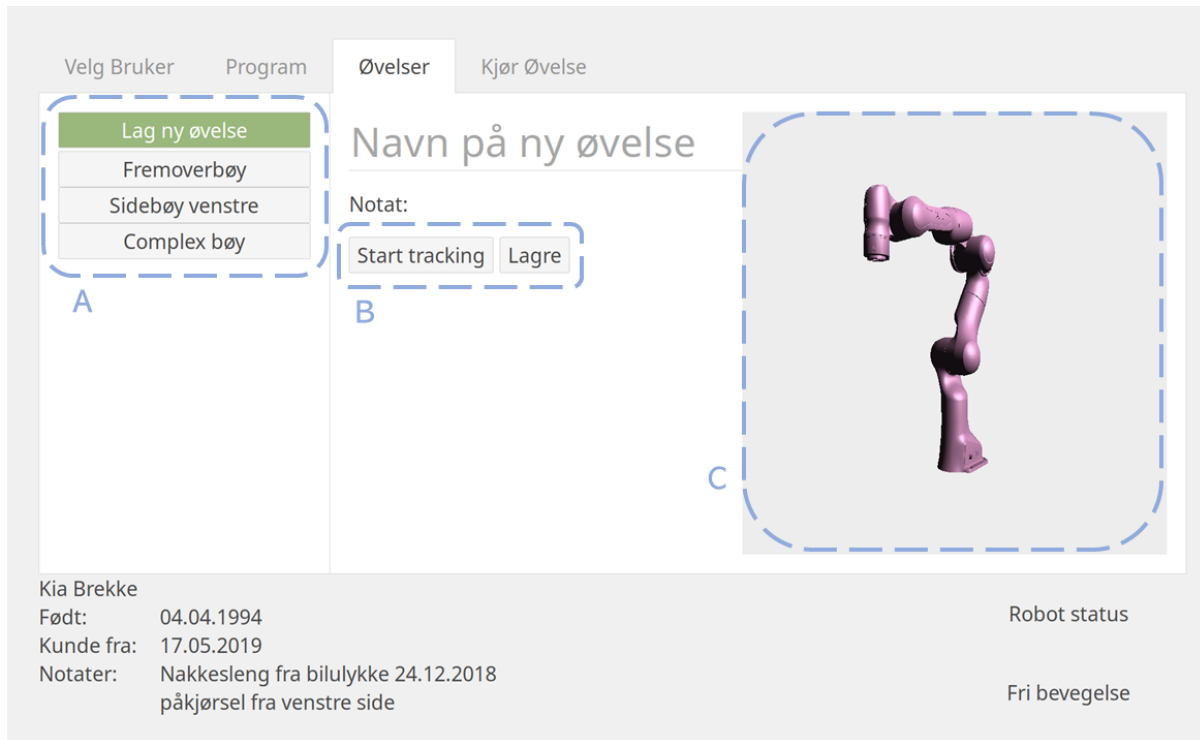 Velg Bruker
Program
Øvelser
Kjør Øvelse
Lag ny øvelse
Fremoverbøy
Sidebøy venstre
Complex bøy
A
Navn på ny øvelse
Notat:
Start tracking
Lagre
B
C
Kia Brekke
Født: 04.04.1994
Kunde fra: 17.05.2019
Notater: Nakkesleng fra bilulykke 24.12.2018
påkjørsel fra venstre side
Robot status
Fri bevegelse